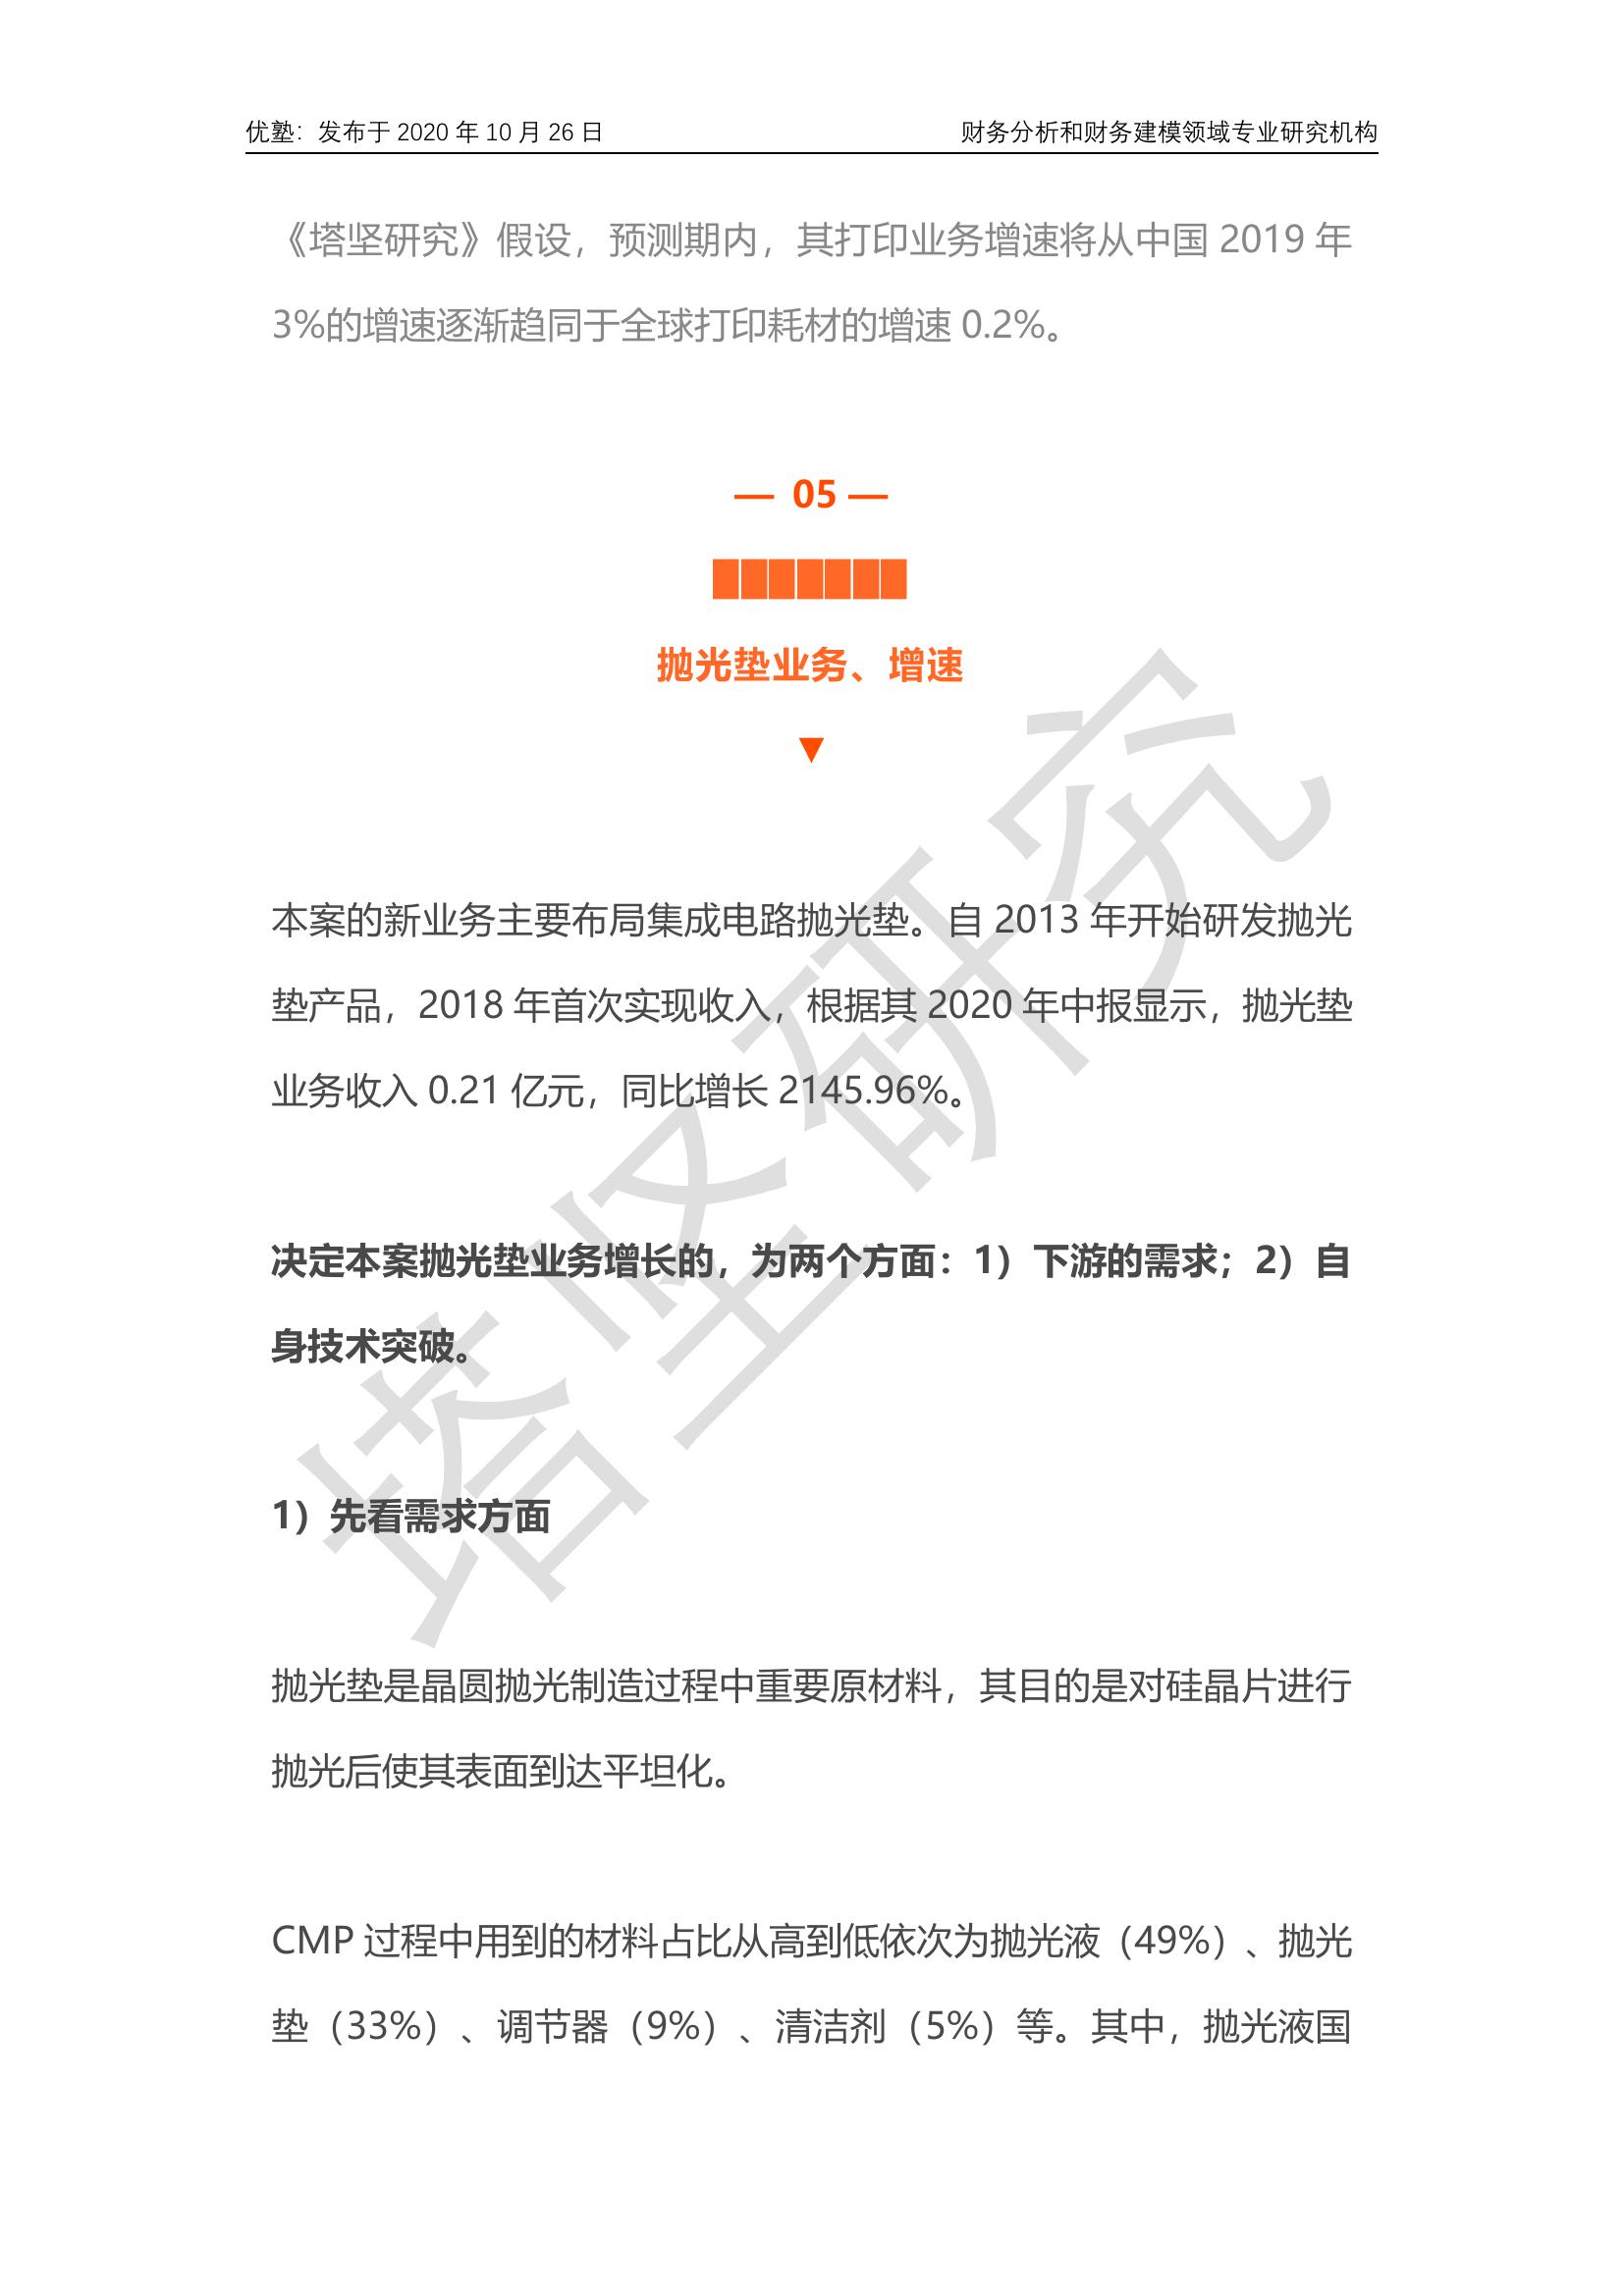 优塾：发布于 2020 年 10 月 26 日 财务分析和财务建模领域专业研究机构
《塔坚研究》假设，预测期内，其打印业务增速将从中国 2019 年
3%的增速逐渐趋同于全球打印耗材的增速 0.2%。
— 05 —
███████
抛光垫业务、增速
▼
本案的新业务主要布局集成电路抛光垫。自 2013 年开始研发抛光
垫产品，2018 年首次实现收入，根据其 2020 年中报显示，抛光垫
业务收入 0.21 亿元，同比增长 2145.96%。
决定本案抛光垫业务增长的，为两个方面：1）下游的需求；2）自
身技术突破。
1）先看需求方面
抛光垫是晶圆抛光制造过程中重要原材料，其目的是对硅晶片进行
抛光后使其表面到达平坦化。
CMP 过程中用到的材料占比从高到低依次为抛光液（49%）、抛光
垫（33%）、调节器（9%）、清洁剂（5%）等。其中，抛光液国
塔坚研究